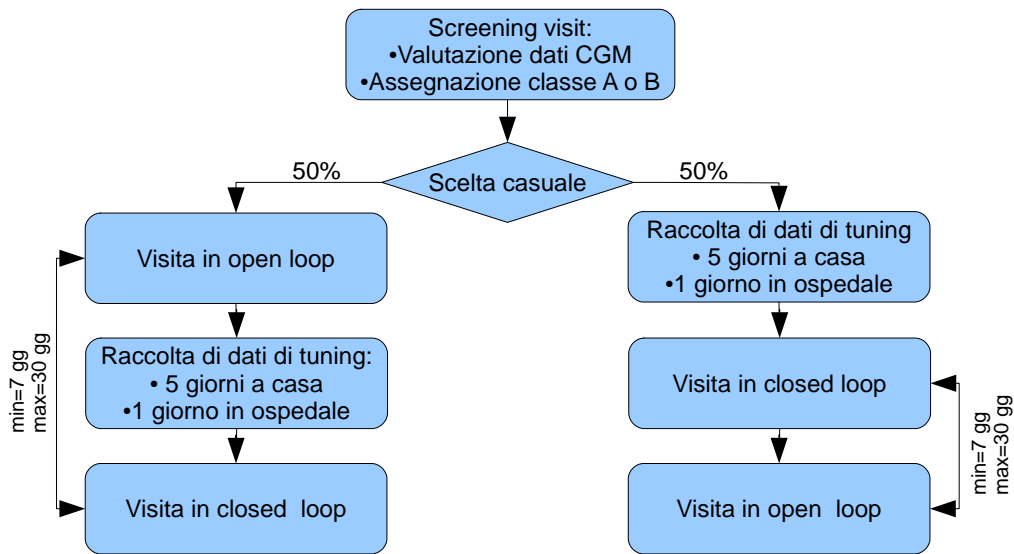 Screening visit:
•Valutazione dati CGM
•Assegnazione classe A o B
50%
Scelta casuale
50%
Visita in open loop
Raccolta di dati di tuning:
• 5 giorni a casa
•1 giorno in ospedale
Visita in closed  loop
min=7 gg
max=30 gg
Raccolta di dati di tuning
• 5 giorni a casa
•1 giorno in ospedale
Visita in closed loop
Visita in open  loop
min=7 gg
max=30 gg